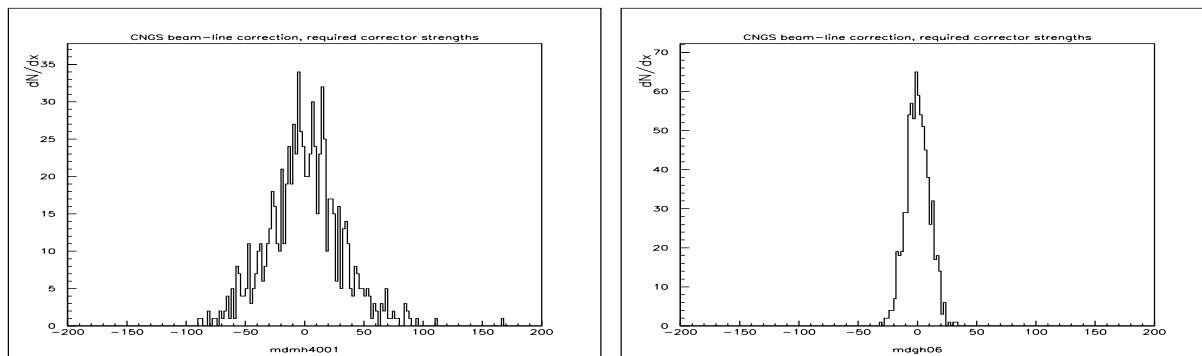 CNGS beam-line correction, required corrector strengths
dN/dx
35
30
25
20
15
10
5
0
-200 -150 -100 -50 0 50 100 150 200
mdmh4001
CNGS beam-line correction, required corrector strengths
dN/dx
70
60
50
40
30
20
10
0
-200 -150 -100 -50 0 50 100 150 200
mdgh06